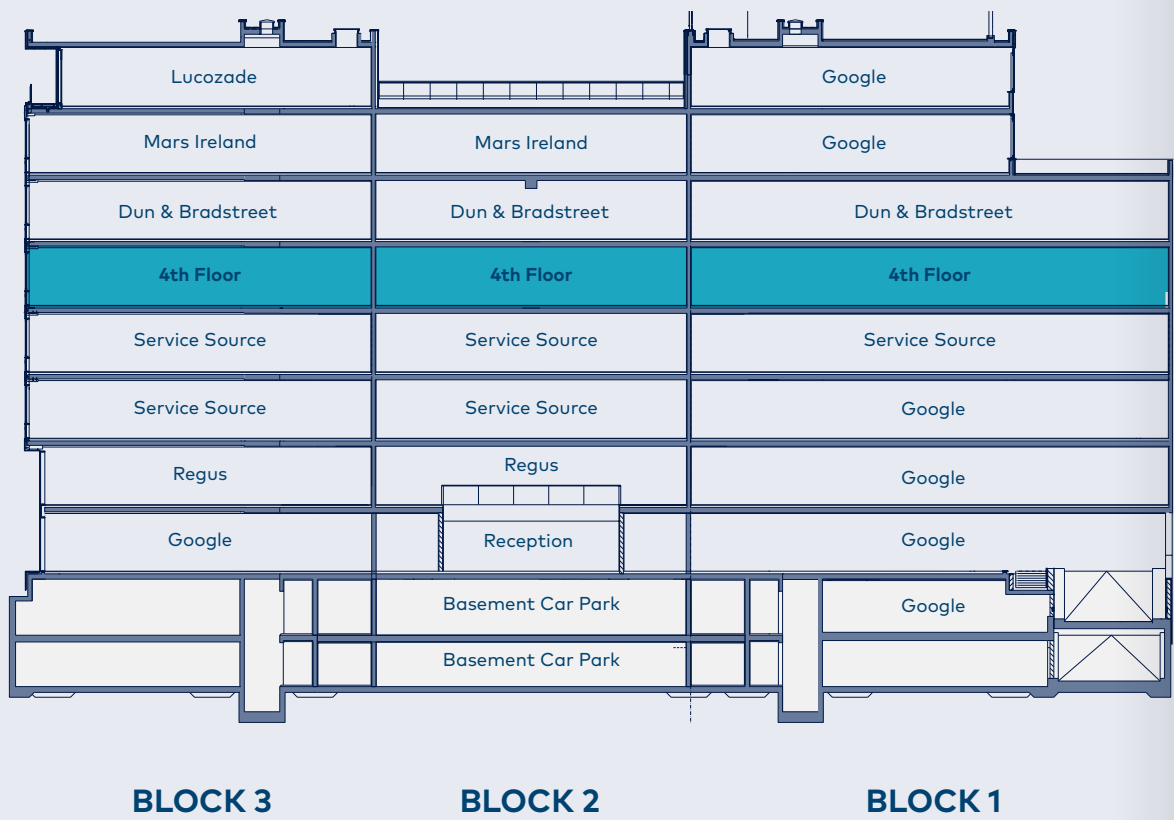 Lucozade Google
Mars Ireland Mars Ireland Google
Dun & Bradstreet Dun & Bradstreet Dun & Bradstreet
4th Floor 4th Floor 4th Floor
Service Source Service Source Service Source
Service Source Service Source Google
Regus Regus Google
Google Reception Google
Basement Car Park Google
Basement Car Park
BLOCK 3 BLOCK 2 BLOCK 1